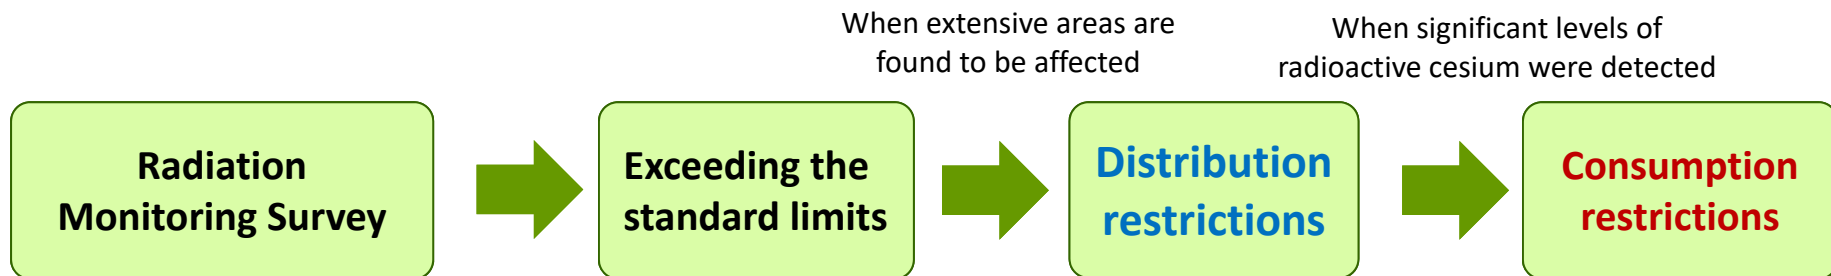 When extensive areas are
found to be affected
When significant levels of
radioactive cesium were detected
Radiation
Monitoring Survey
Exceeding the
standard limits
Distribution
restrictions
Consumption
restrictions